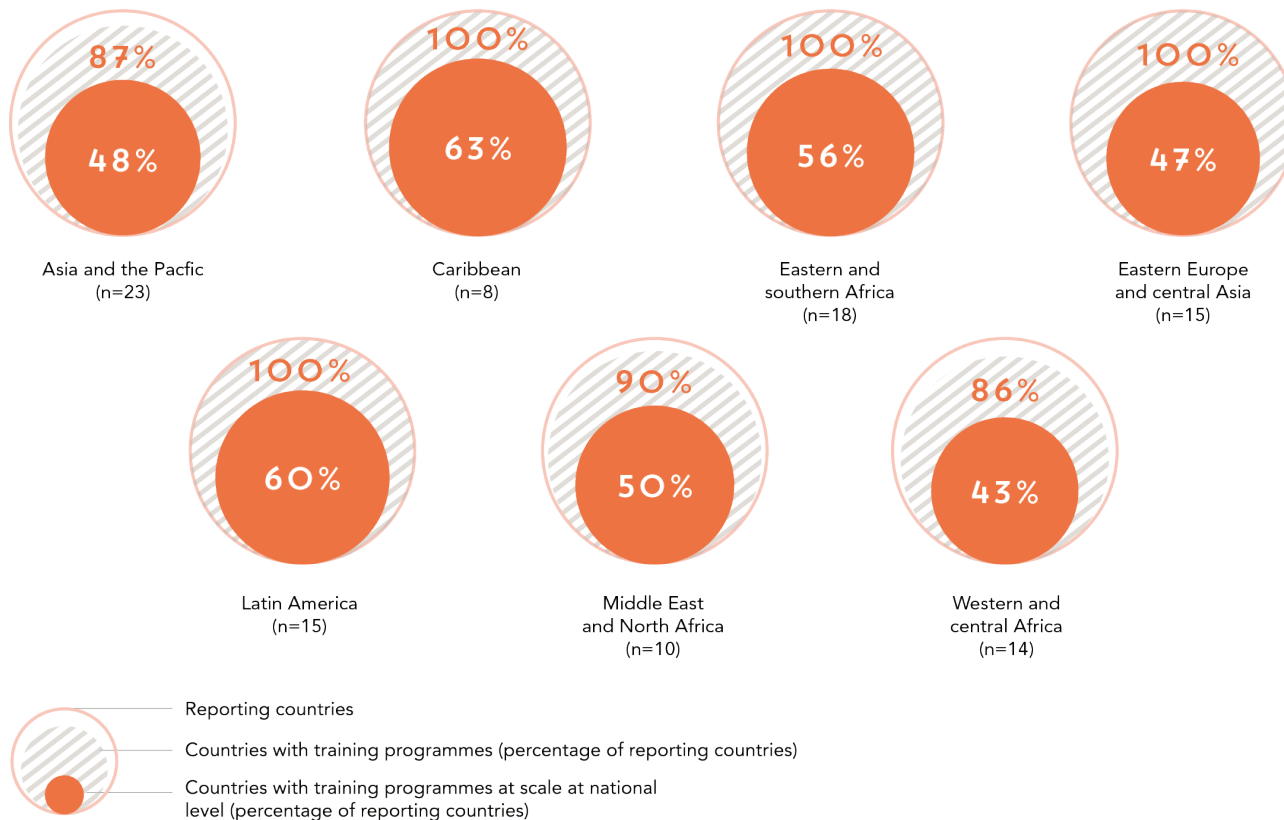 87%
48%
Asia and the Pacfic
(n=23)
100%
63%
Caribbean
(n=8)
100%
56%
Eastern and
southern Africa
(n=18)
100%
47%
Eastern Europe
and central Asia
(n=15)
100%
60%
Latin America
(n=15)
90%
50%
Middle East
and North Africa
(n=10)
86%
43%
Western and
central Africa
(n=14)
Reporting countries
Countries with training programmes (percentage of reporting countries)
Countries with training programmes at scale at national
level (percentage of reporting countries)